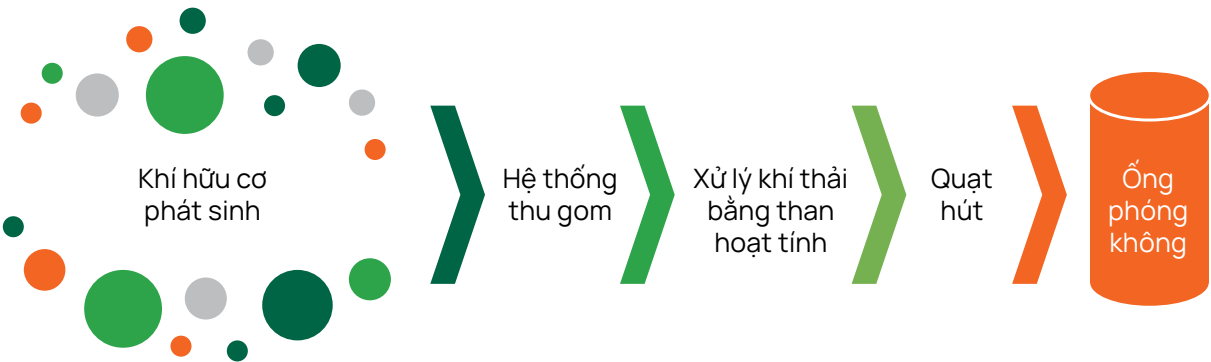 Khí hữu cơ
phát sinh
Hệ thống
thu gom
Xử lý khí thải
bằng than
hoạt tính
Quạt
hút
Ống
phóng
không